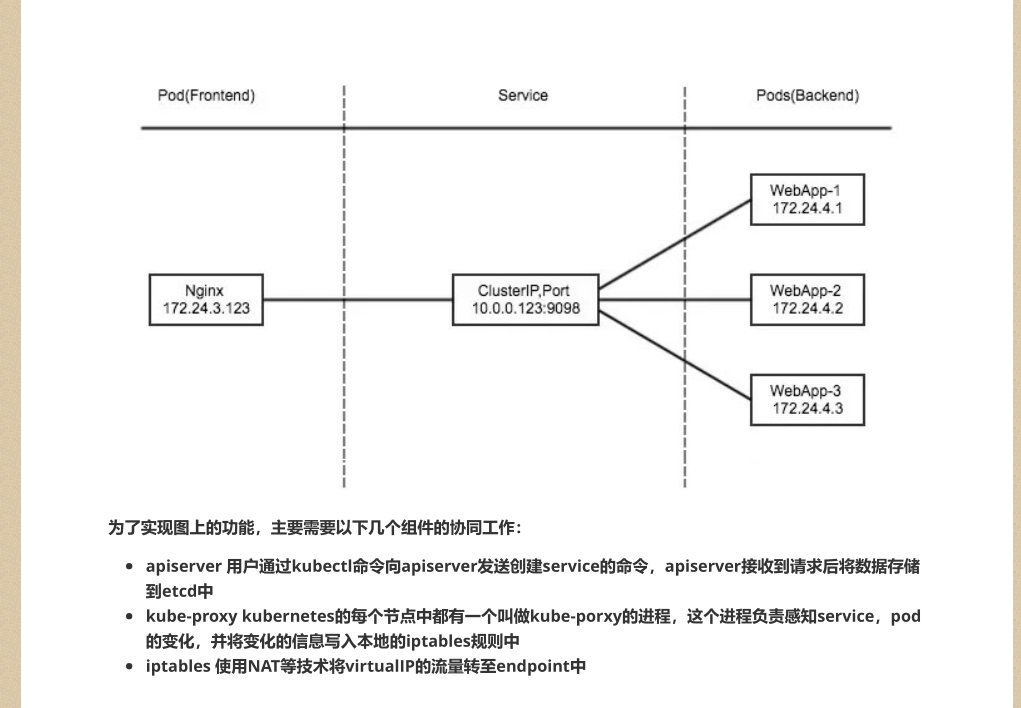 Pod(Frontend)
Service
Pods(Backend)
WebApp-1
172.24.4.1
Nginx
172.24.3.123
ClusterIP,Port
10.0.0.123:9098
WebApp-2
172.24.4.2
WebApp-3
172.24.4.3
为了实现图上的功能，主要需要以下几个组件的协同工作：
apiserver 用户通过kubectl命令向apiserver发送创建service的命令，apiserver接收到请求后将数据存储
到etcd中
kube-proxy kubernetes的每个节点中都有一个叫做kube-porxy的进程，这个进程负责感知service，pod
的变化，并将变化的信息写入本地的iptables规则中
iptables 使用NAT等技术将virtualIP的流量转至endpoint中